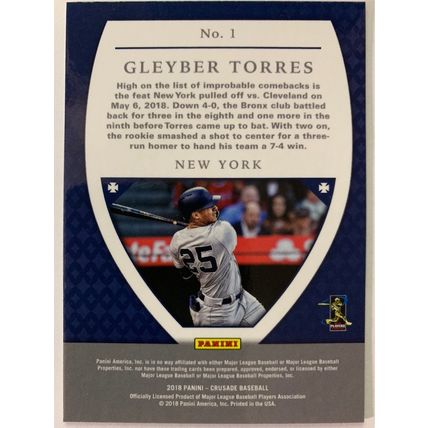 No. 1
GLEYBER TORRES
High on the list of improbable comebacks is
the feat New York pulled off vs. Cleveland on
May 6, 2018. Down 4-0, the Bronx club battled
back for three in the eighth and one more in the
ninth before Torres came up to bat. With two on,
the rookie smashed a shot to center for a three-
run homer to hand his team a 7-4 win.
NEW YORK
25
PANINI
PLAYERS
Panini America, Inc. is in no way affiliated with either Major League Baseball or Major League Baseball
Properties, Inc., nor have these trading cards been prepared, approved, endorsed, or licensed by either
Major League Baseball or Major League Baseball Properties, Inc.
2018 PANINI – CRUSADE BASEBALL
Officially Licensed Product of Major League Baseball Players Association
© 2018 Panini America, Inc. Printed in the USA.